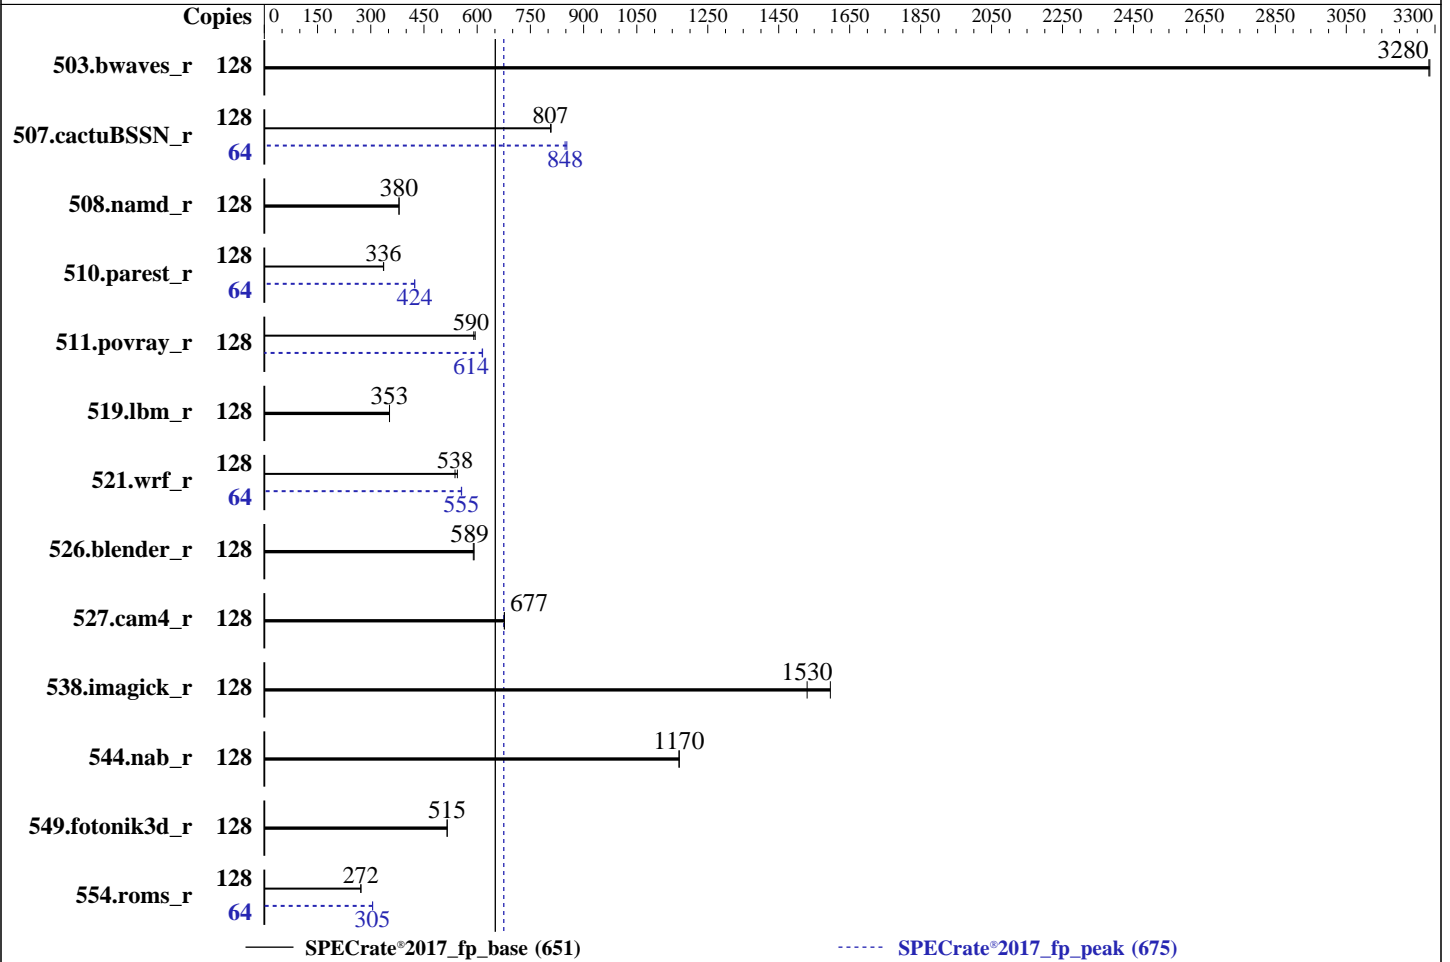 Copies 0 150 300 450 600 750 900 1050 1250 1450 1650 1850 2050 2250 2450 2650 2850 3050 3300
503.bwaves_r 128 3280
507.cactuBSSN_r 128 807
64 848
508.namd_r 128 380
510.parest_r 128 336
64 424
511.povray_r 128 590
614
519.lbm_r 128 353
521.wrf_r 128 538
64 555
526.blender_r 128 589
527.cam4_r 128 677
538.imagick_r 128 1530
544.nab_r 128 1170
549.fotonik3d_r 128 515
554.roms_r 128 272
64 305
SPECrate®2017_fp_base (651) SPECrate®2017_fp_peak (675)